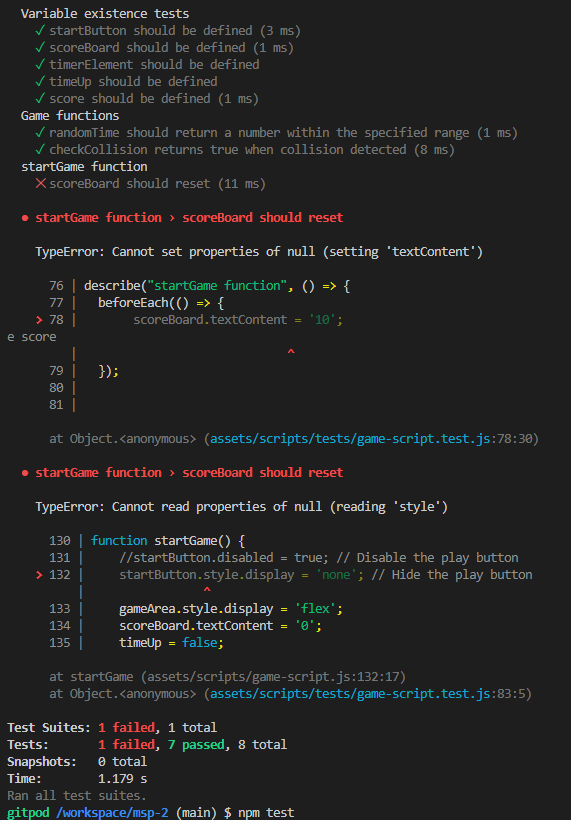 Variable existence tests
✓ startButton should be defined (3 ms)
✓ scoreBoard should be defined (1 ms)
✓ timerElement should be defined
✓ timeUp should be defined
✓ score should be defined (1 ms)
Game functions
✓ randomTime should return a number within the specified range (1 ms)
✓ checkCollision returns true when collision detected (8 ms)
startGame function
✕ scoreBoard should reset (11 ms)
● startGame function › scoreBoard should reset
TypeError: Cannot set properties of null (setting 'textContent')
76 | describe("startGame function", () => {
77 |   beforeEach(() => {
> 78 |       scoreBoard.textContent = '10';
e score
|                              ^
79 |   });
80 |
81 |
at Object.<anonymous> (assets/scripts/tests/game-script.test.js:78:30)
● startGame function › scoreBoard should reset
TypeError: Cannot read properties of null (reading 'style')
130 | function startGame() {
131 |     //startButton.disabled = true; // Disable the play button
> 132 |     startButton.style.display = 'none'; // Hide the play button
|                 ^
133 |     gameArea.style.display = 'flex';
134 |     scoreBoard.textContent = '0';
135 |     timeUp = false;
at startGame (assets/scripts/game-script.js:132:17)
at Object.<anonymous> (assets/scripts/tests/game-script.test.js:83:5)
Test Suites: 1 failed, 1 total
Tests:       1 failed, 7 passed, 8 total
Snapshots:   0 total
Time:        1.179 s
Ran all test suites.
gitpod /workspace/msp-2 (main) $ npm test